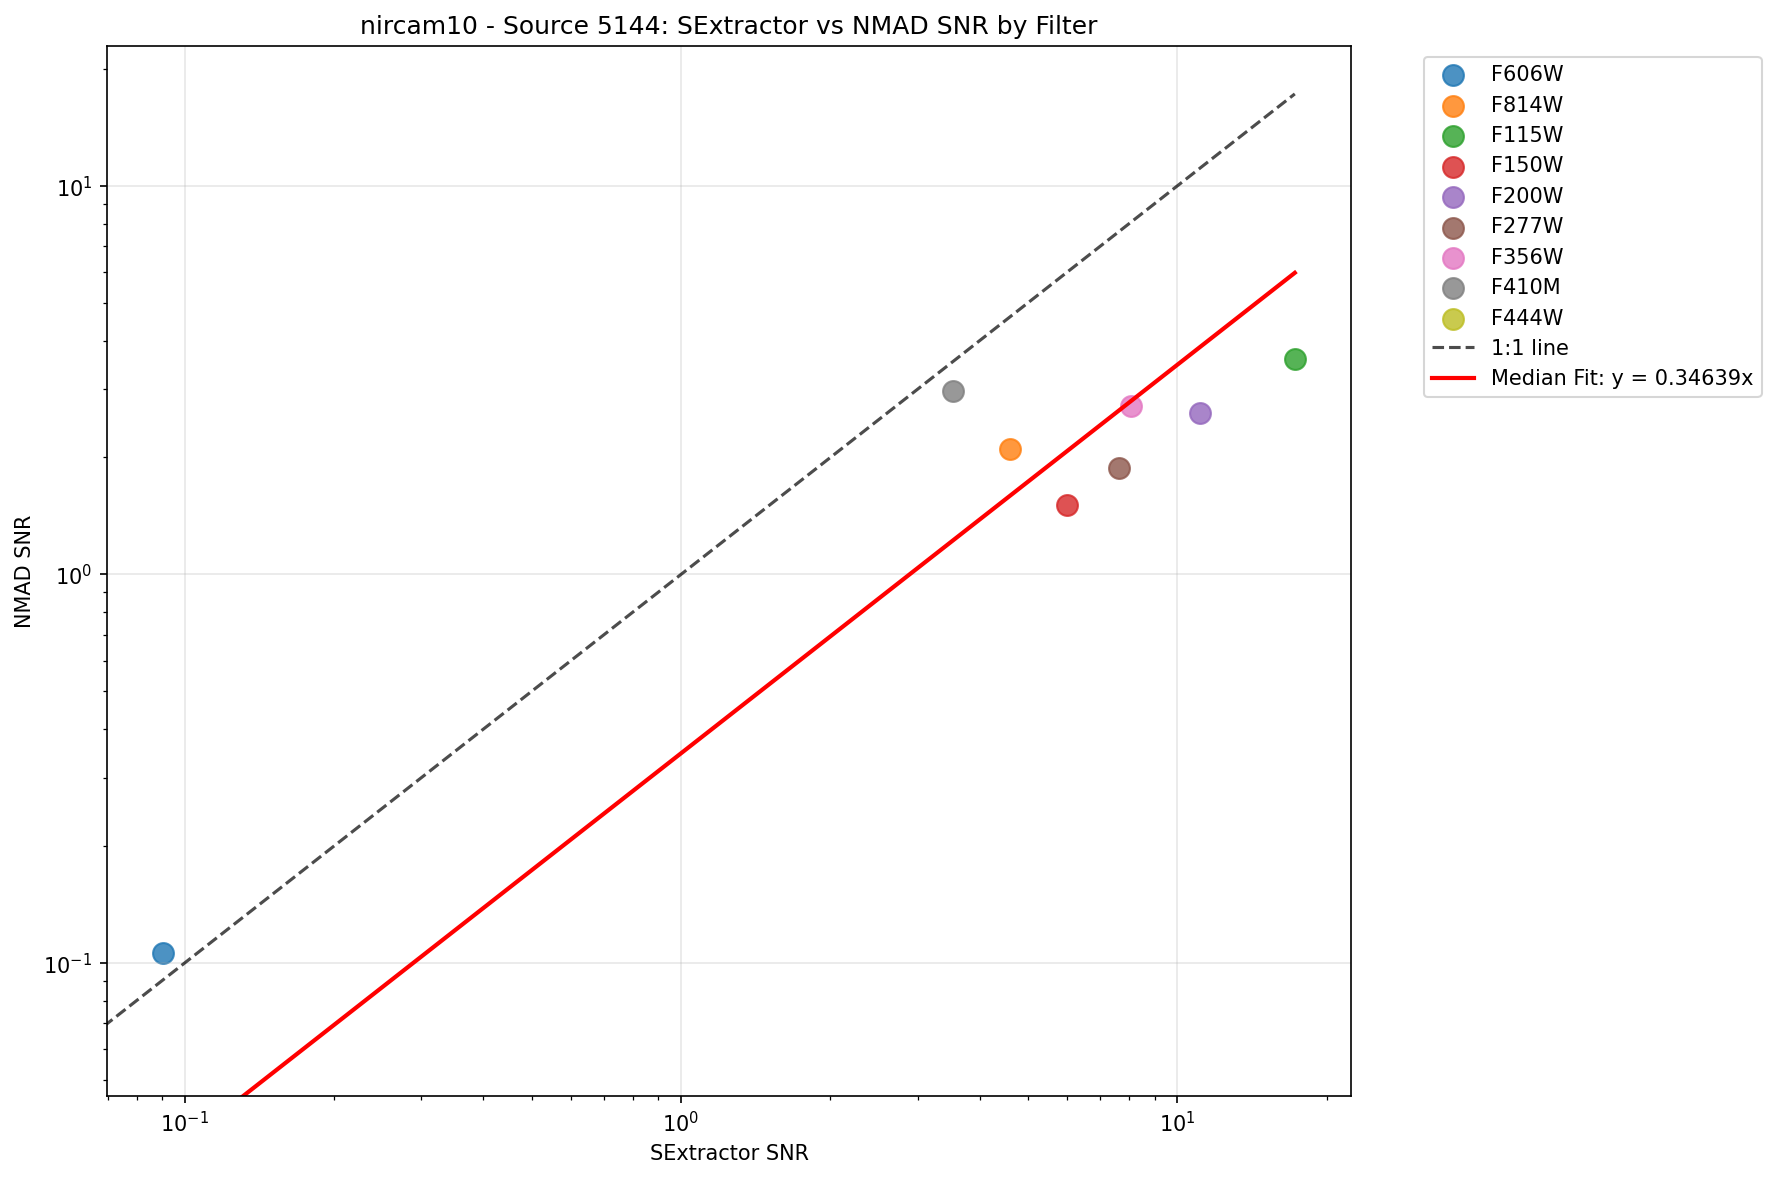 nircam10 - Source 5144: SExtractor vs NMAD SNR by Filter
NMAD SNR
10¹
10⁰
10⁻¹
10⁻¹
10⁰
10¹
SExtractor SNR
F606W
F814W
F115W
F150W
F200W
F277W
F356W
F410M
F444W
1:1 line
Median Fit: y = 0.34639x